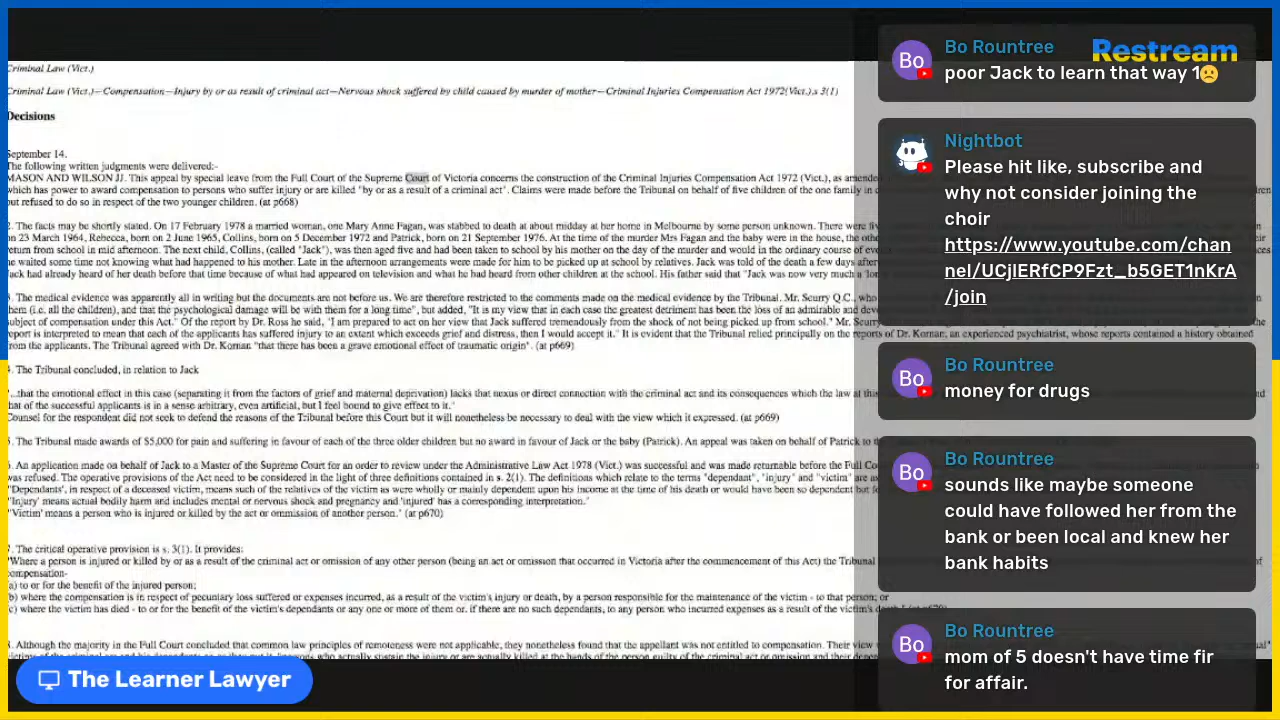 Criminal Law (Vict.)
Criminal Law (Vict.)—Compensation—Injury by or as result of criminal act—Nervous shock suffered by child caused by murder of mother—Criminal Injuries Compensation Act 1972(Vict.),s 3(1)
Decisions
September 14.
The following written judgments were delivered:-
MASON AND WILSON JJ. This appeal by special leave from the Full Court of the Supreme Court of Victoria concerns the construction of the Criminal Injuries Compensation Act 1972 (Vict.), as amended
which has power to award compensation to persons who suffer injury or are killed "by or as a result of a criminal act". Claims were made before the Tribunal on behalf of five children of the one family in
but refused to do so in respect of the two younger children. (at p668)
2. The facts may be shortly stated. On 17 February 1978 a married woman, one Mary Anne Fagan, was stabbed to death at about midday at her home in Melbourne by some person unknown. There were
on 23 March 1964, Rebecca, born on 2 June 1965, Collins, born on 5 December 1972 and Patrick, born on 21 September 1976. At the time of the murder Mrs Fagan and the baby were in the house, the
return from school in mid afternoon. The next child, Collins, (called "Jack"), was then aged five and had been taken to school by his mother on the day of the murder and would in the ordinary course of
he waited some time not knowing what had happened to his mother. Late in the afternoon arrangements were made for him to be picked up at school by relatives. Jack was told of the death a few days
Jack had already heard of her death before that time because of what had appeared on television and what he had heard from other children at the school. His father said that "Jack was now very much a
3. The medical evidence was apparently all in writing but the documents are not before us. We are therefore restricted to the comments made on the medical evidence by the Tribunal. Mr. Scurry Q.C., who
them (i.e. all the children), and that the psychological damage will be with them for a long time", but added, "It is my view that in each case the greatest detriment has been the loss of an admirable and
subject of compensation under this Act." Of the report by Dr. Ross he said, "I am prepared to act on her view that Jack suffered tremendously from the shock of not being picked up from school." Mr. Scurry
report is interpreted to mean that each of the applicants has suffered injury to an extent which exceeds grief and distress, then I would accept it." It is evident that the Tribunal relied principally on the reports of Dr. Kornan, an experienced psychiatrist, whose reports contained a history obtained
from the applicants. The Tribunal agreed with Dr. Kornan "that there has been a grave emotional effect of traumatic origin". (at p669)
4. The Tribunal concluded, in relation to Jack
"...that the emotional effect in this case (separating it from the factors of grief and maternal deprivation) lacks that nexus or direct connection with the criminal act and its consequences which the law at
that of the successful applicants is in a sense arbitrary, even artificial, but I feel bound to give effect to it."
Counsel for the respondent did not seek to defend the reasons of the Tribunal before this Court but it will nonetheless be necessary to deal with the view which it expressed. (at p669)
5. The Tribunal made awards of $5,000 for pain and suffering in favour of each of the three older children but no award in favour of Jack or the baby (Patrick). An appeal was taken on behalf of Patrick to
6. An application made on behalf of Jack to a Master of the Supreme Court for an order to review under the Administrative Law Act 1978 (Vict.) was successful and was made returnable before the Full
was refused. The operative provisions of the Act need to be considered in the light of three definitions contained in s. 2(1). The definitions which relate to the terms "dependant", "injury" and "victim" are
"'Dependants', in respect of a deceased victim, means such of the relatives of the victim as were wholly or mainly dependent upon his income at the time of his death or would have been so dependent but
"'Injury' means actual bodily harm and includes mental or nervous shock and pregnancy and 'injured' has a corresponding interpretation."
"'Victim' means a person who is injured or killed by the act or ommission of another person." (at p670)
7. The critical operative provision is s. 3(1). It provides:
"Where a person is injured or killed by or as a result of the criminal act or omission of any other person (being an act or omission that occurred in Victoria after the commencement of this Act) the Tribunal
compensation-
(a) to or for the benefit of the injured person;
(b) where the compensation is in respect of pecuniary loss suffered or expenses incurred, as a result of the victim's injury or death, by a person responsible for the maintenance of the victim - to that person; or
(c) where the victim has died - to or for the benefit of the victim's dependants or any one or more of them or, if there are no such dependants, to any person who incurred expenses as a result of the victim's
8. Although the majority in the Full Court concluded that common law principles of remoteness were not applicable, they nonetheless found that the appellant was not entitled to compensation. Their view
The Learner Lawyer
Restream
Bo
Bo Rountree
poor Jack to learn that way 1☹
Nightbot
Please hit like, subscribe and
why not consider joining the
choir
https://www.youtube.com/chan
nel/UCjlERfCP9Fzt_b5GET1nKrA
/join
Bo
Bo Rountree
money for drugs
Bo
Bo Rountree
sounds like maybe someone
could have followed her from the
bank or been local and knew her
bank habits
Bo
Bo Rountree
mom of 5 doesn't have time fir
for affair.